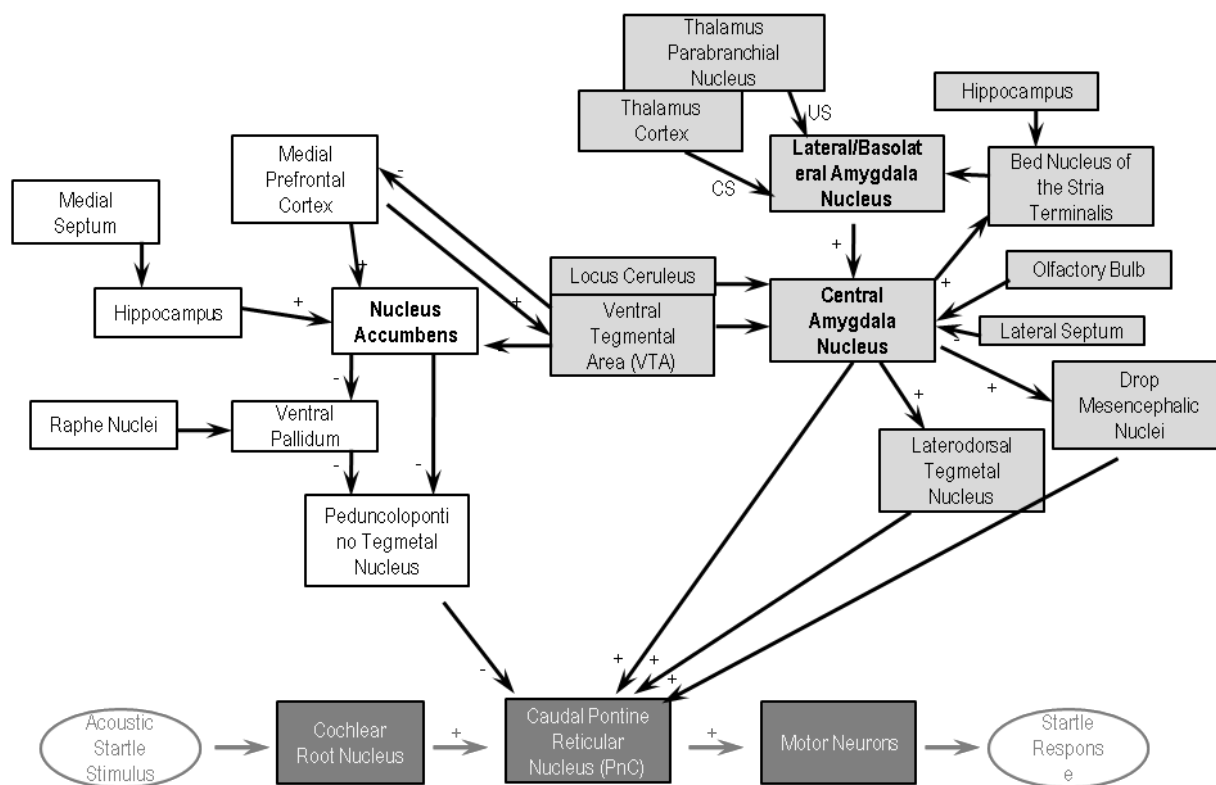 Thalamus
Parabranchial
Nucleus
Thalamus
Cortex
US
CS
Hippocampus
Lateral/Basolat
eral Amygdala
Nucleus
Bed Nucleus of
the Stria
Terminalis
Medial
Prefrontal
Cortex
-
Medial
Septum
+
+
Locus Ceruleus
Olfactory Bulb
+
+
+
Hippocampus
+
Nucleus
Accumbens
Ventral
Tegmental
Area (VTA)
Central
Amygdala
Nucleus
Lateral Septum
-
-
+
+
Drop
Mesencephalic
Nuclei
Raphe Nuclei
Ventral
Pallidum
-
-
Laterodorsal
Tegmetal
Nucleus
Peduncoloponti
no Tegmetal
Nucleus
-
+
+
+
Acoustic
Startle
Stimulus
Cochlear
Root Nucleus
+
Caudal Pontine
Reticular
Nucleus (PnC)
+
Motor Neurons
Startle
Respons
e